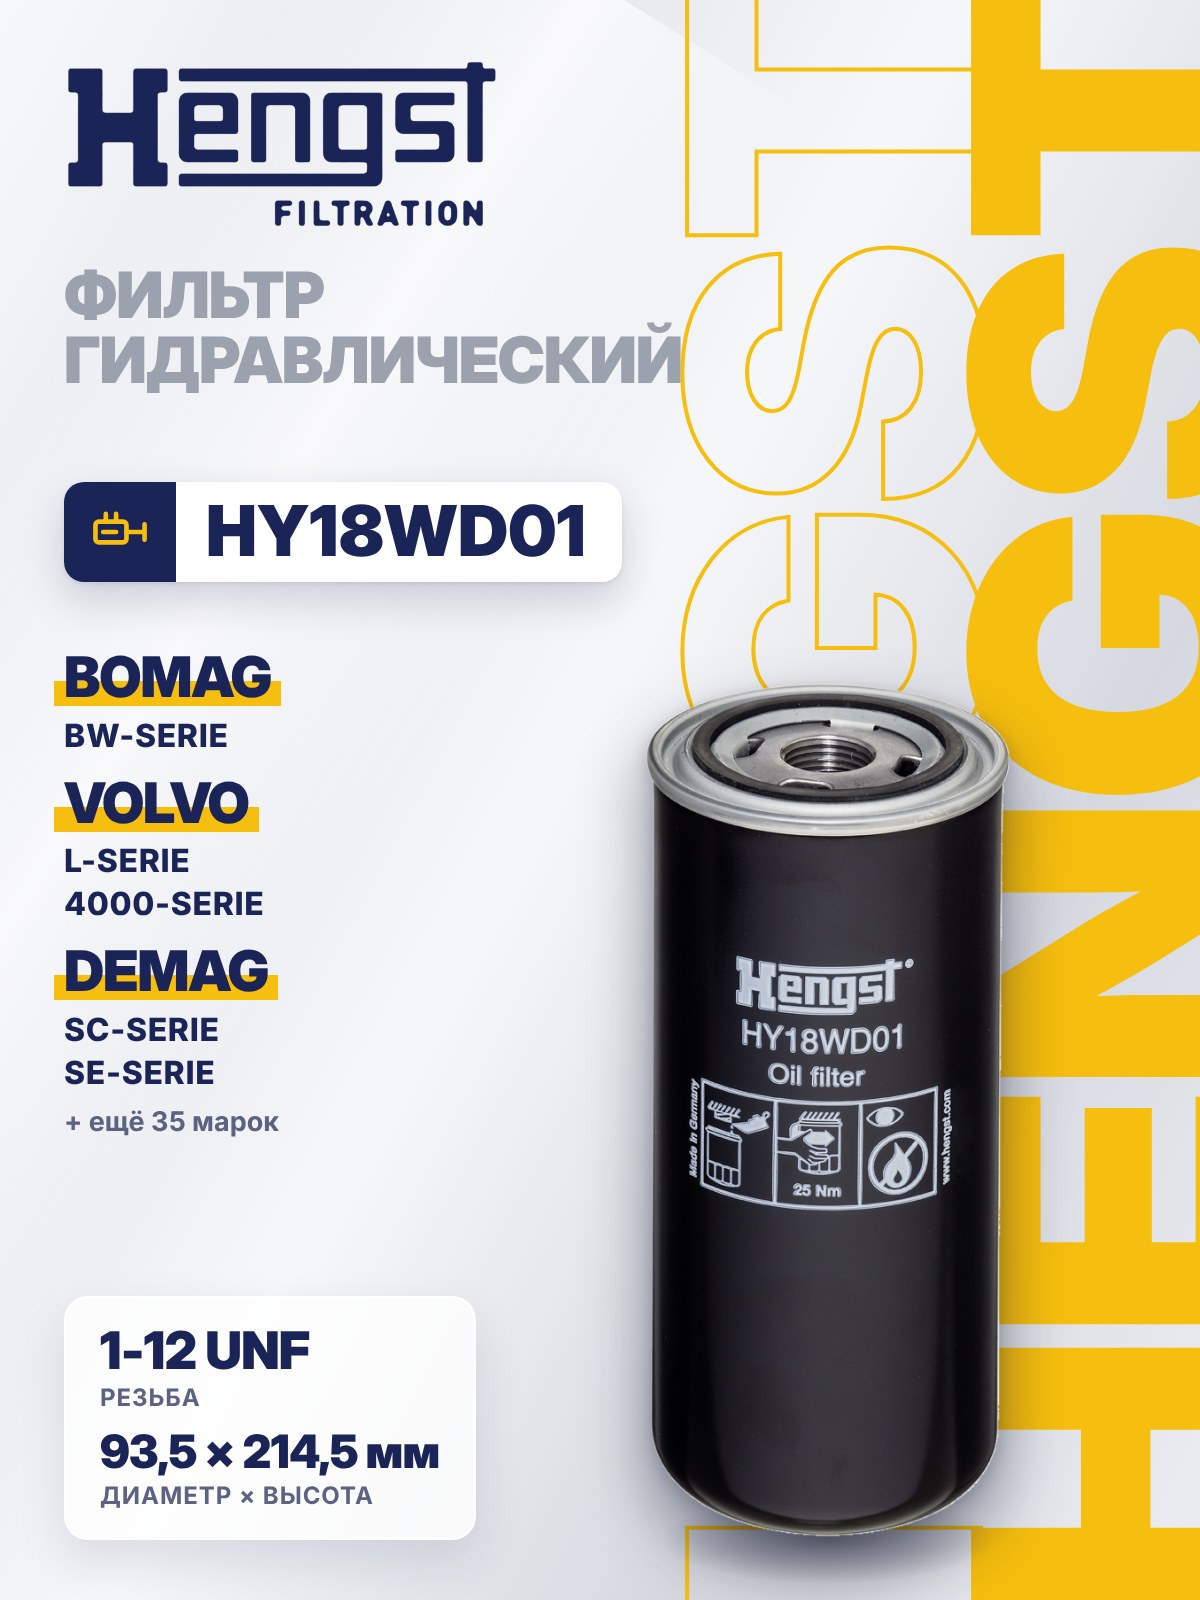 Hengst
FILTRATION
ФИЛЬТР
ГИДРАВЛИЧЕСКИЙ
HY18WD01
BOMAG
BW-SERIE
VOLVO
L-SERIE
4000-SERIE
DEMAG
SC-SERIE
SE-SERIE
+ ещё 35 марок
1-12 UNF
РЕЗЬБА
93,5 × 214,5 мм
ДИАМЕТР × ВЫСОТА
Hengst
HY18WD01
Oil filter
Made in Germany
25 Nm
www.hengst.com
HENGST
HENGST